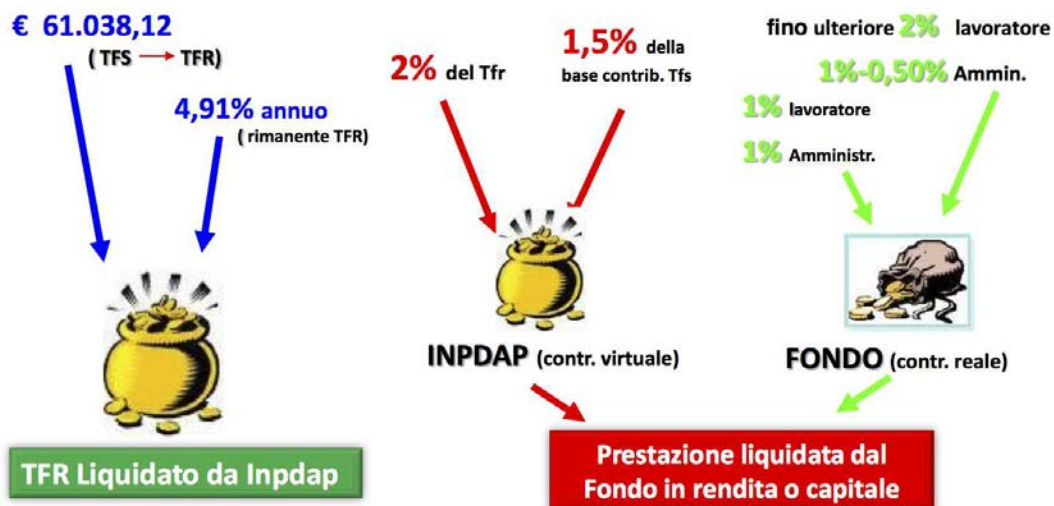 € 61.038,12
( TFS → TFR)
4,91% annuo
( rimanente TFR)
TFR Liquidato da Inpdap
2% del Tfr
1,5% della
base contrib. Tfs
INPDAP (contr. virtuale)
fino ulteriore 2% lavoratore
1%-0,50% Ammin.
1% lavoratore
1% Amministr.
FONDO (contr. reale)
Prestazione liquidata dal
Fondo in rendita o capitale